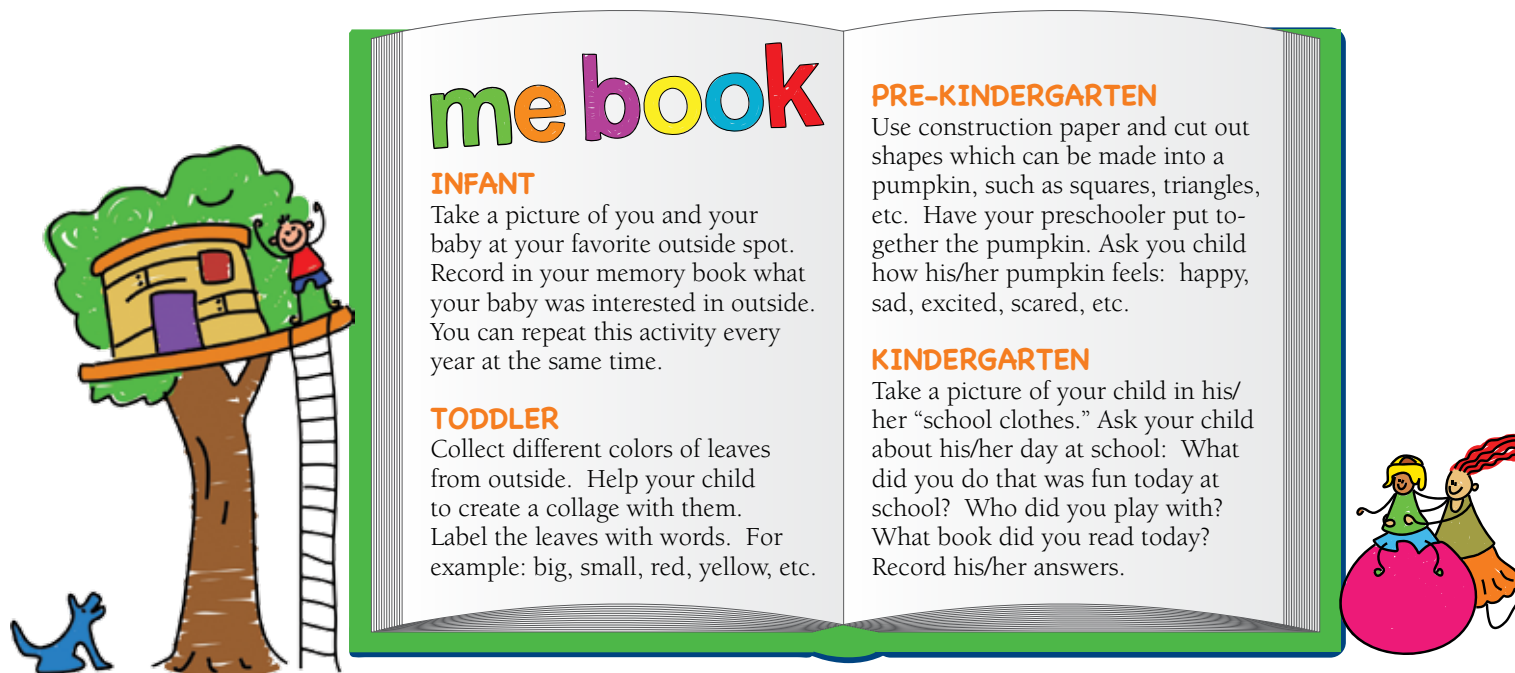 me book
INFANT
Take a picture of you and your
baby at your favorite outside spot.
Record in your memory book what
your baby was interested in outside.
You can repeat this activity every
year at the same time.
TODDLER
Collect different colors of leaves
from outside.  Help your child
to create a collage with them.
Label the leaves with words.  For
example: big, small, red, yellow, etc.
PRE-KINDERGARTEN
Use construction paper and cut out
shapes which can be made into a
pumpkin, such as squares, triangles,
etc.  Have your preschooler put to-
gether the pumpkin. Ask you child
how his/her pumpkin feels:  happy,
sad, excited, scared, etc.
KINDERGARTEN
Take a picture of your child in his/
her “school clothes.” Ask your child
about his/her day at school:  What
did you do that was fun today at
school?  Who did you play with?
What book did you read today?
Record his/her answers.